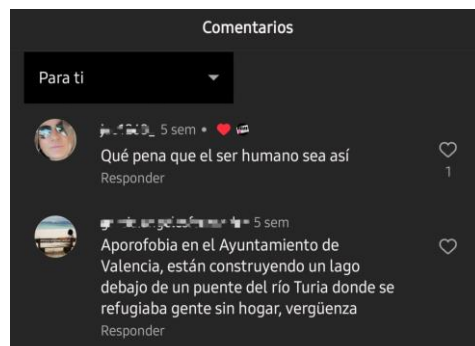 Comentarios
Para ti
5 sem •
Qué pena que el ser humano sea así
Responder
1
5 sem
Aporofobia en el Ayuntamiento de
Valencia, están construyendo un lago
debajo de un puente del río Turia donde se
refugiaba gente sin hogar, vergüenza
Responder